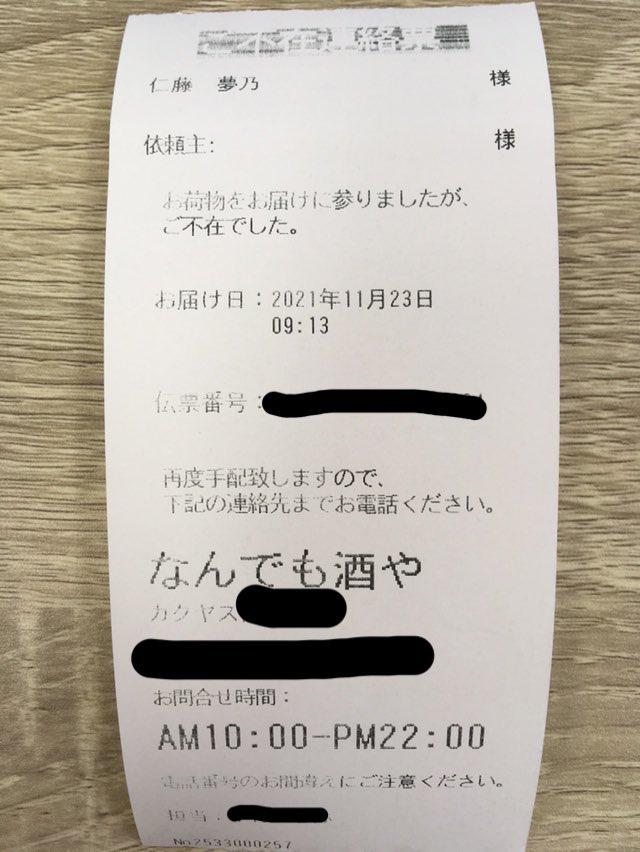 ご不在連絡票
仁藤 夢乃 様
依頼主: 様
お荷物をお届けに参りましたが、
ご不在でした。
お届け日：2021年11月23日
09:13
伝票番号：
再度手配致しますので、
下記の連絡先までお電話ください。
なんでも酒や
カクヤス
お問合せ時間：
AM10:00-PM22:00
電話番号のお間違えにご注意ください。
担当：
No2533000257